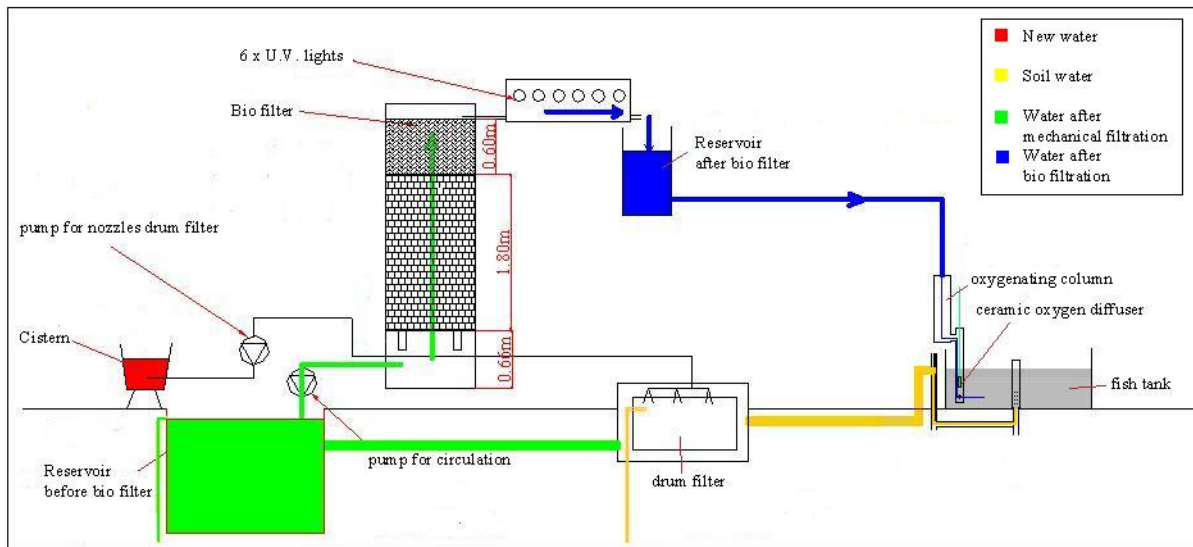 6 x U.V. lights
Bio filter
Reservoir
after bio filter
New water
Soil water
Water after
mechanical filtration
Water after
bio filtration
0.60m
1.80m
0.66m
pump for nozzles drum filter
Cistern
oxygenating column
ceramic oxygen diffuser
fish tank
Reservoir
before bio filter
pump for circulation
drum filter